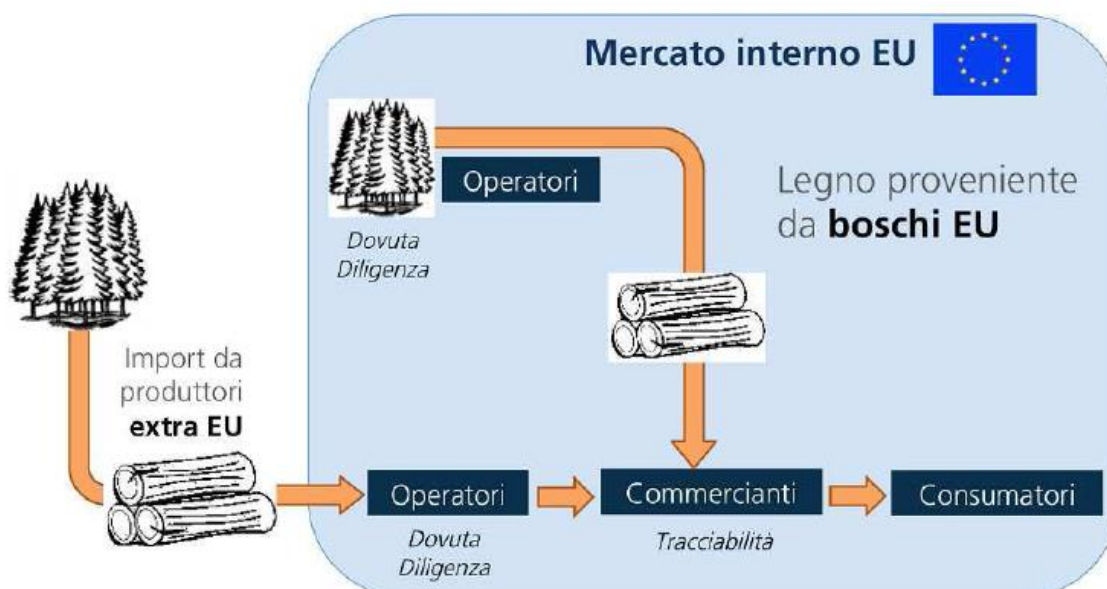 Mercato interno EU
Operatori
Dovuta
Diligenza
Legno proveniente
da boschi EU
Import da
produttori
extra EU
Operatori
Dovuta
Diligenza
Commercianti
Tracciabilità
Consumatori